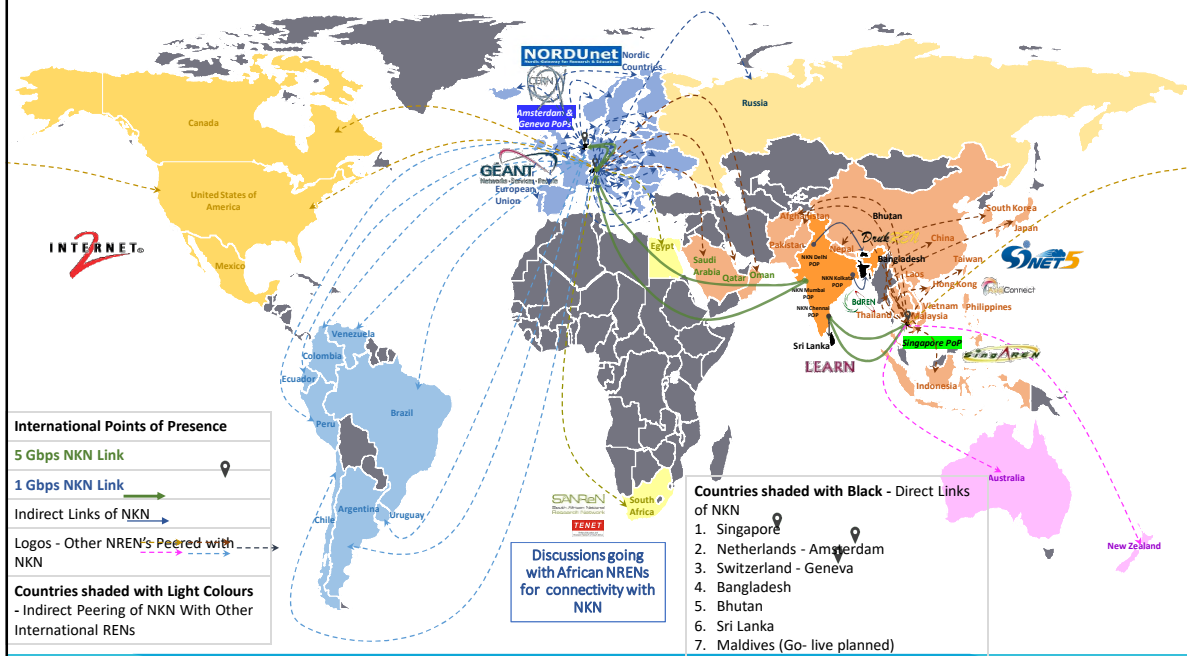 NORDUnet
Nordic Gateway for Research & Education
Nordic
Countries
CERN
Amsterdam &
Geneva PoPs
Russia
Canada
GEANT
Networks · Services · People
European
Union
United States of
America
INTERNET
2
Mexico
Afghanistan
Bhutan
South Korea
Japan
Druk
China
Pakistan
Nepal
NKN Delhi
POP
Bangladesh
Egypt
Saudi
Arabia
Qatar
Oman
Taiwan
SINET5
Laos
Hong Kong
Connect
NKN Kolkata
POP
NKN Mumbai
POP
BdREN
NKN Chennai
POP
Thailand
Vietnam
Philippines
Malaysia
Sri Lanka
LEARN
Singapore PoP
SingAREN
Indonesia
Venezuela
Colombia
Ecuador
Brazil
Peru
Chile
Argentina
Uruguay
SANReN
South African National
Research Network
TENET
South
Africa
Australia
New Zealand
International Points of Presence
5 Gbps NKN Link
1 Gbps NKN Link
Indirect Links of NKN
Logos - Other NREN's Peered with
NKN
Countries shaded with Light Colours
- Indirect Peering of NKN With Other
International RENs
Discussions going
with African NRENs
for connectivity with
NKN
Countries shaded with Black - Direct Links
of NKN
1. Singapore
2. Netherlands - Amsterdam
3. Switzerland - Geneva
4. Bangladesh
5. Bhutan
6. Sri Lanka
7. Maldives (Go- live planned)